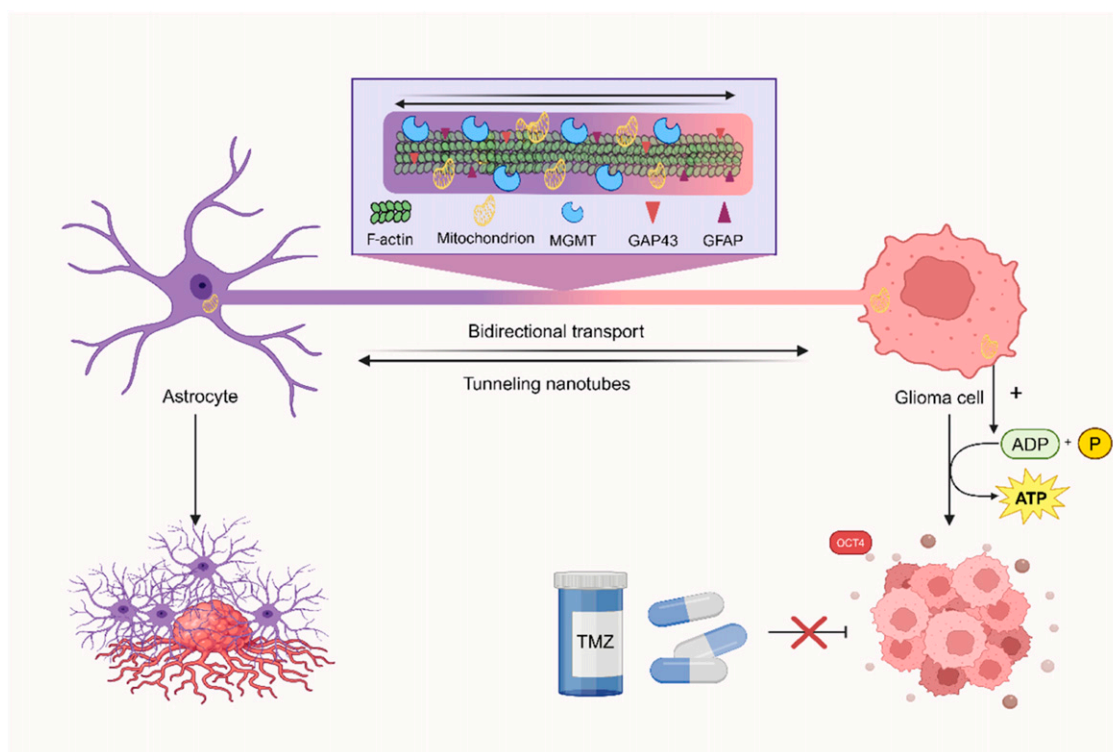 F-actin
Mitochondrion
MGMT
GAP43
GFAP
Bidirectional transport
Tunneling nanotubes
Astrocyte
Glioma cell
+
ADP + P
ATP
OCT4
TMZ